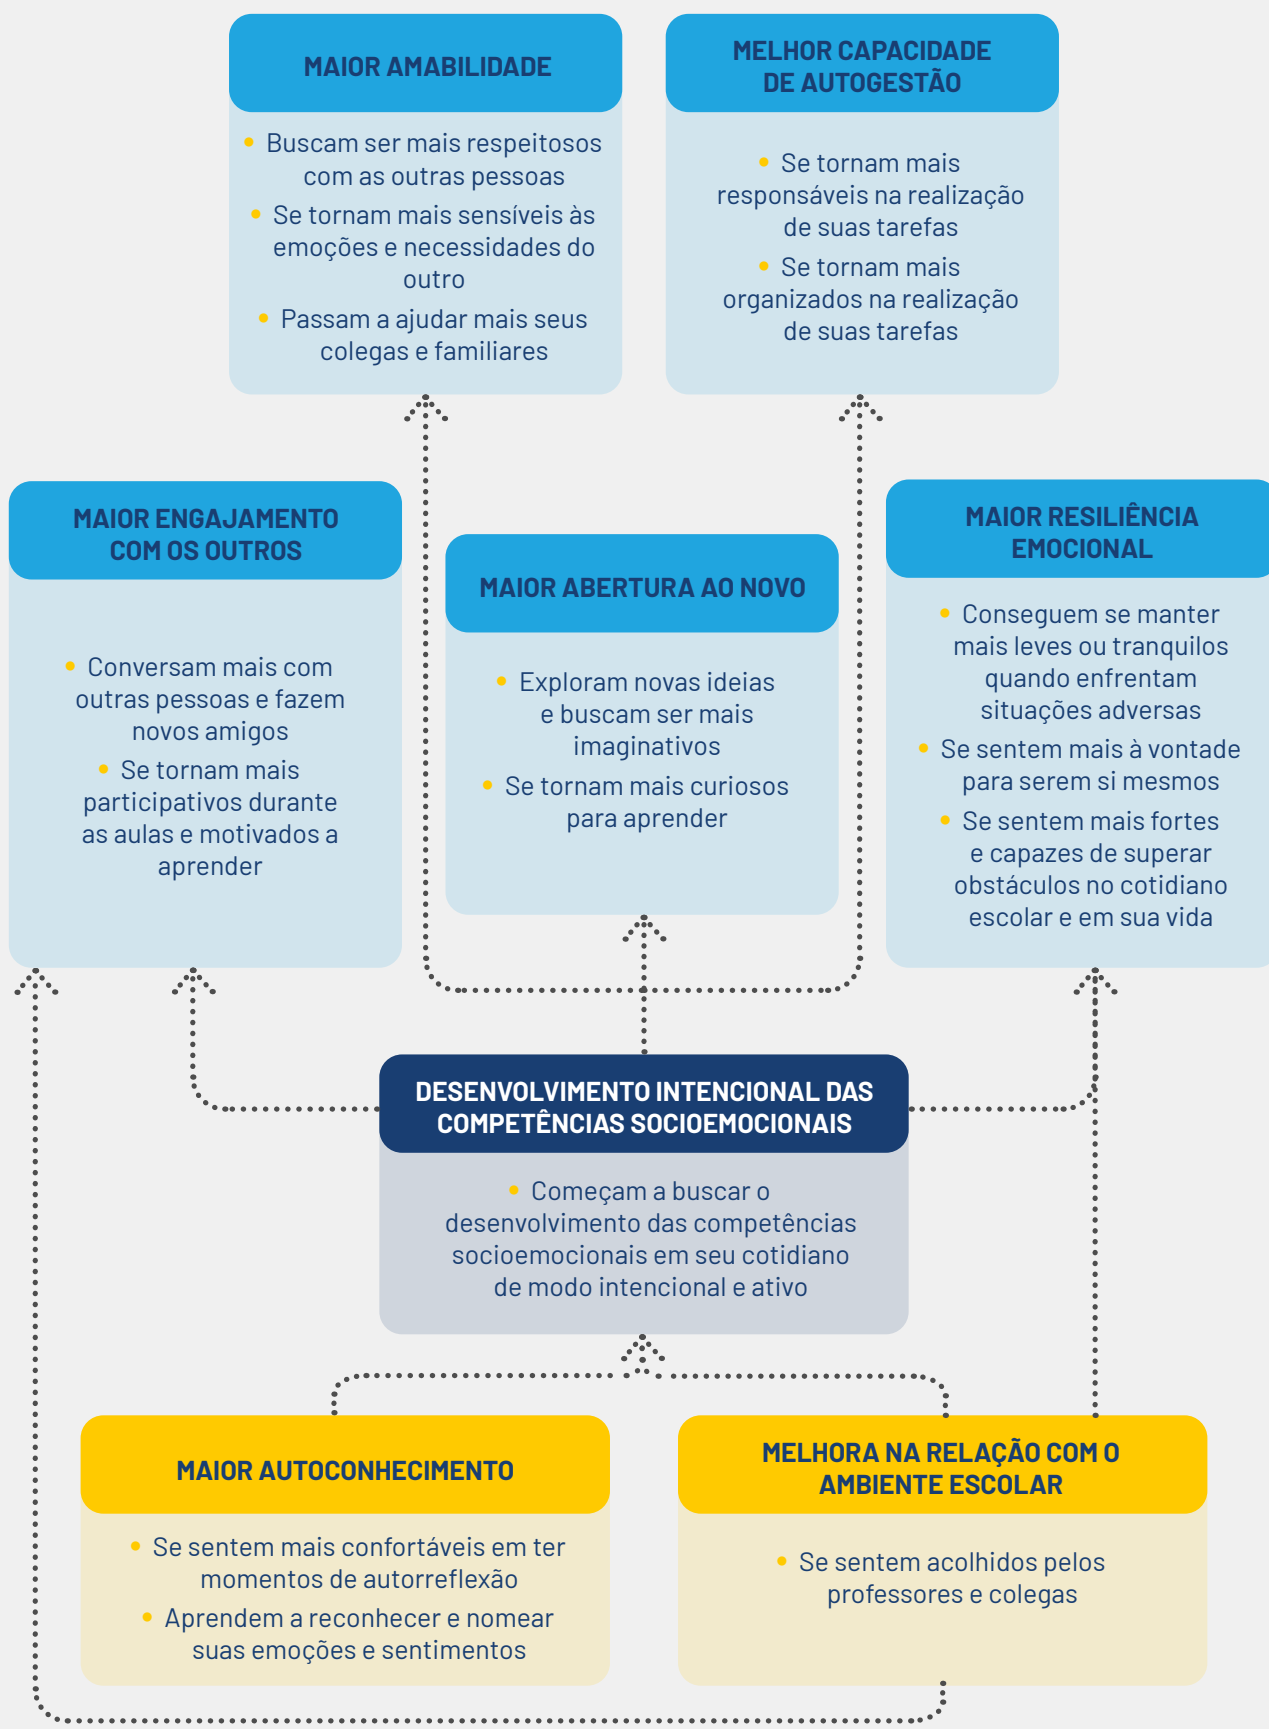 MAIOR AMABILIDADE
• Buscam ser mais respeitosos
com as outras pessoas
• Se tornam mais sensíveis às
emoções e necessidades do
outro
• Passam a ajudar mais seus
colegas e familiares
MELHOR CAPACIDADE
DE AUTOGESTÃO
• Se tornam mais
responsáveis na realização
de suas tarefas
• Se tornam mais
organizados na realização
de suas tarefas
MAIOR ENGAJAMENTO
COM OS OUTROS
• Conversam mais com
outras pessoas e fazem
novos amigos
• Se tornam mais
participativos durante
as aulas e motivados a
aprender
MAIOR ABERTURA AO NOVO
• Exploram novas ideias
e buscam ser mais
imaginativos
• Se tornam mais curiosos
para aprender
MAIOR RESILIÊNCIA
EMOCIONAL
• Conseguem se manter
mais leves ou tranquilos
quando enfrentam
situações adversas
• Se sentem mais à vontade
para serem si mesmos
• Se sentem mais fortes
e capazes de superar
obstáculos no cotidiano
escolar e em sua vida
DESENVOLVIMENTO INTENCIONAL DAS
COMPETÊNCIAS SOCIOEMOCIONAIS
• Começam a buscar o
desenvolvimento das competências
socioemocionais em seu cotidiano
de modo intencional e ativo
MAIOR AUTOCONHECIMENTO
• Se sentem mais confortáveis em ter
momentos de autorreflexão
• Aprendem a reconhecer e nomear
suas emoções e sentimentos
MELHORA NA RELAÇÃO COM O
AMBIENTE ESCOLAR
• Se sentem acolhidos pelos
professores e colegas